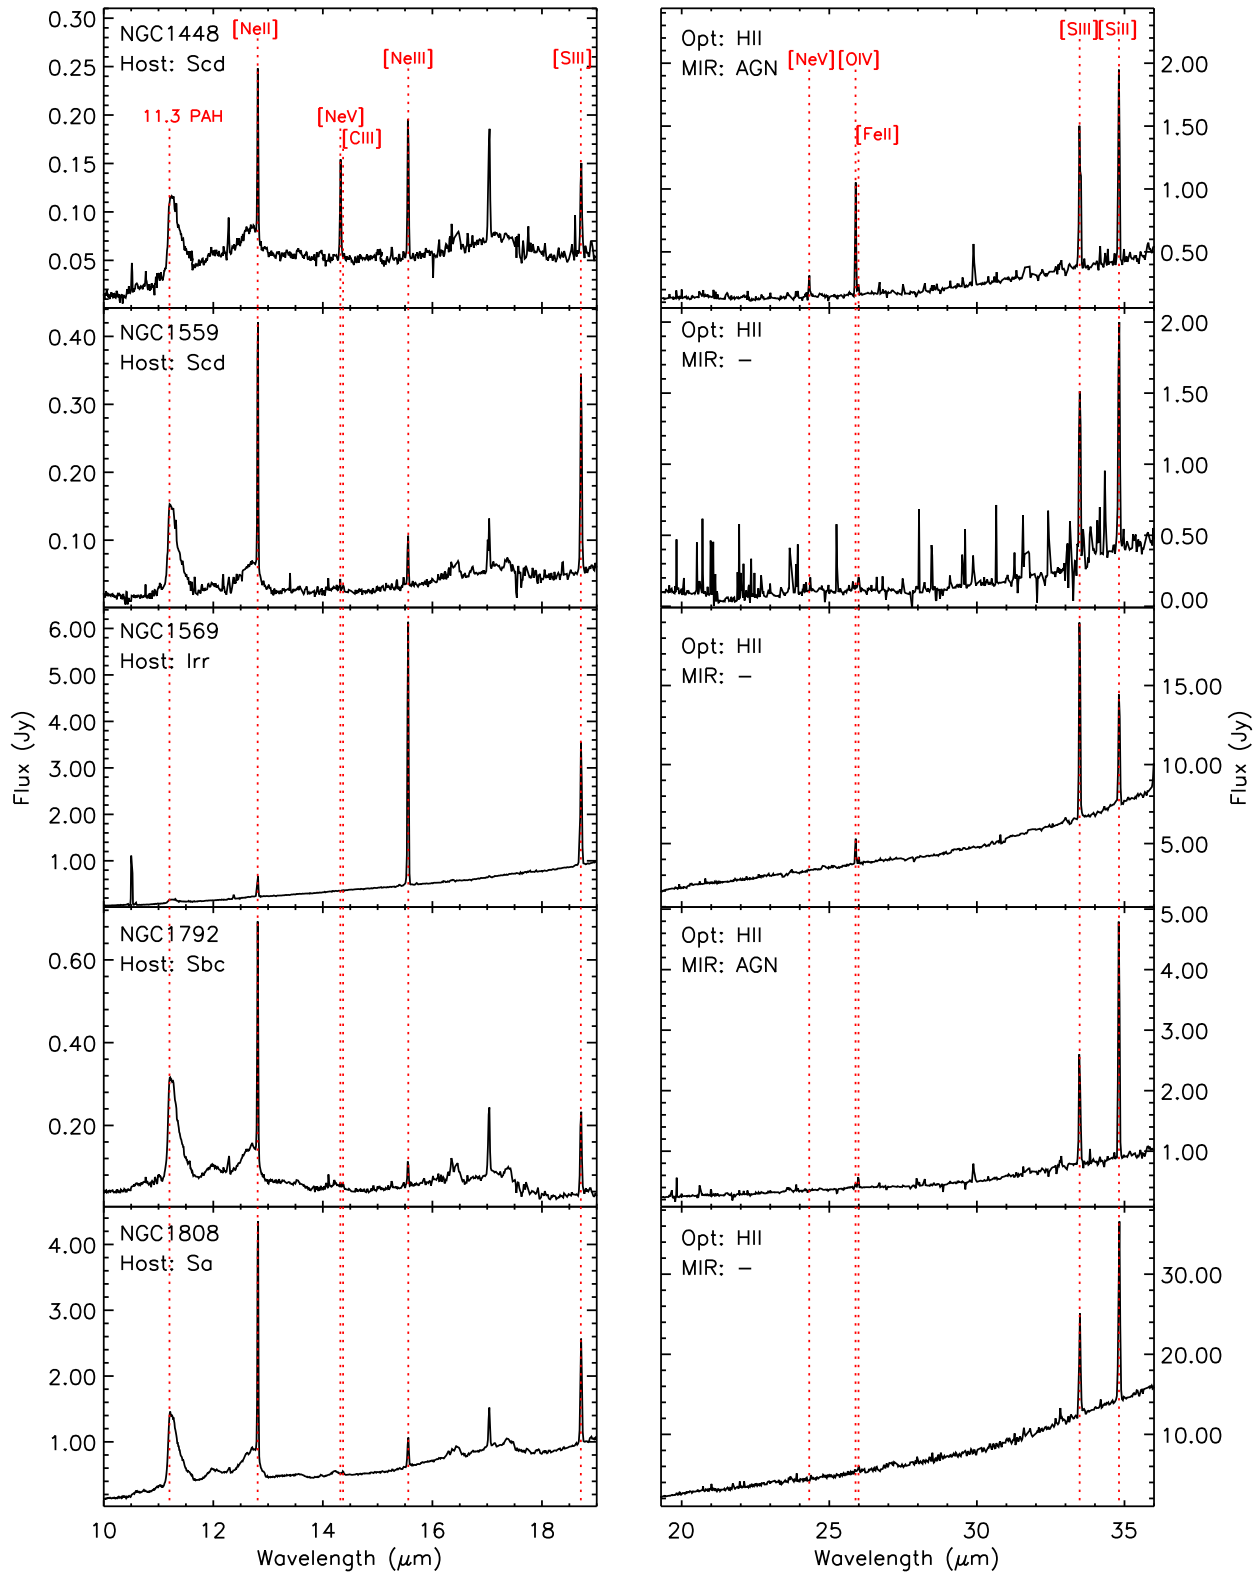 NGC1448
Host: Scd
[NeII]
[NeIII]
[SIII]
11.3 PAH
[NeV]
[CIII]
0.30
0.25
0.20
0.15
0.10
0.05
Opt: HII
MIR: AGN
[NeV]
[OIV]
[FeII]
[SIII]
[SiII]
2.00
1.50
1.00
0.50
NGC1559
Host: Scd
0.40
0.30
0.20
0.10
Opt: HII
MIR: –
2.00
1.50
1.00
0.50
0.00
NGC1569
Host: Irr
6.00
5.00
4.00
3.00
2.00
1.00
Flux (Jy)
Opt: HII
MIR: –
15.00
10.00
5.00
Flux (Jy)
NGC1792
Host: Sbc
0.60
0.40
0.20
Opt: HII
MIR: AGN
5.00
4.00
3.00
2.00
1.00
NGC1808
Host: Sa
4.00
3.00
2.00
1.00
Opt: HII
MIR: –
30.00
20.00
10.00
10 12 14 16 18
Wavelength (μm)
20 25 30 35
Wavelength (μm)